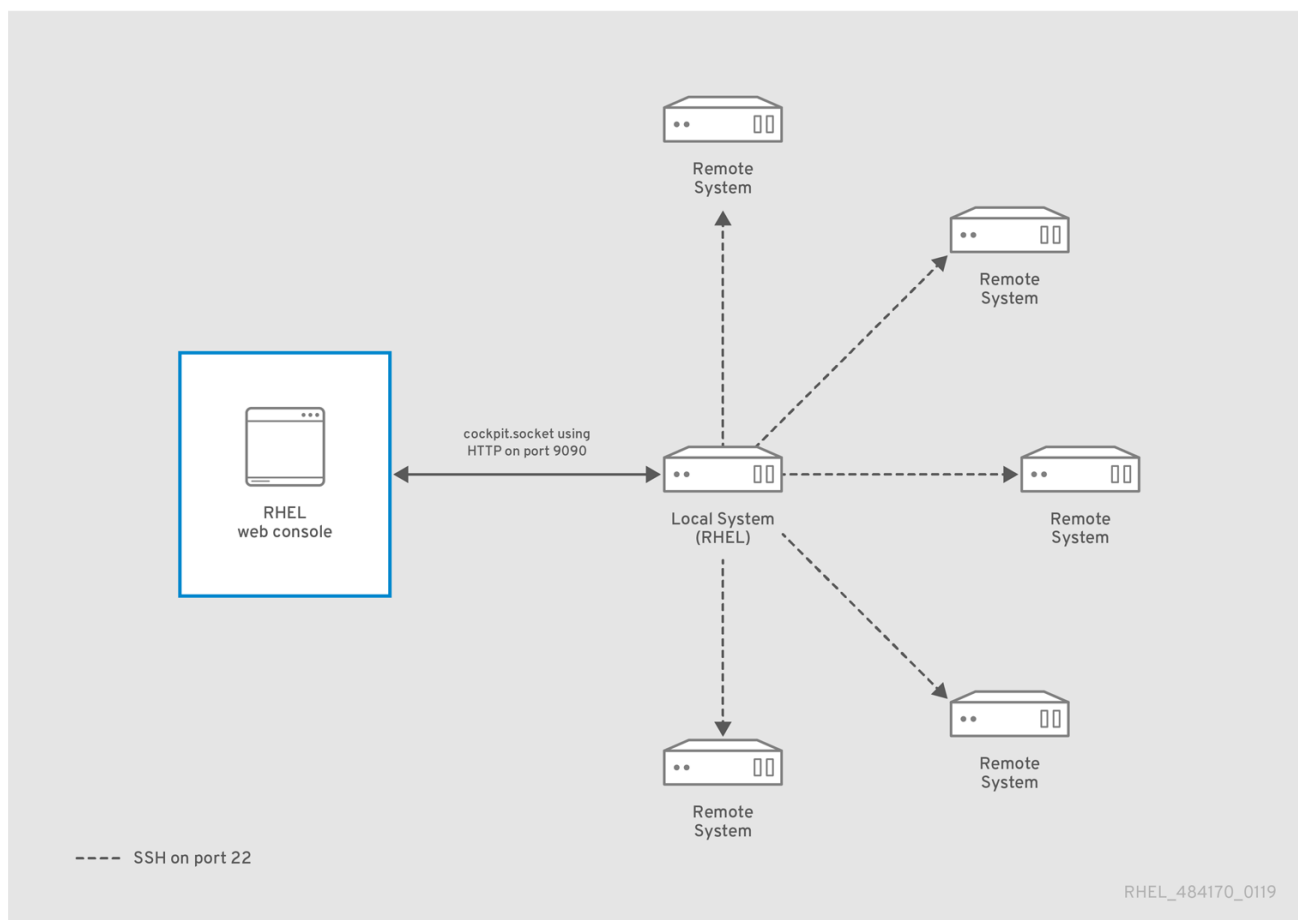 Remote
System
Remote
System
cockpit.socket using
HTTP on port 9090
RHEL
web console
Local System
(RHEL)
Remote
System
Remote
System
Remote
System
SSH on port 22
RHEL_484170_0119